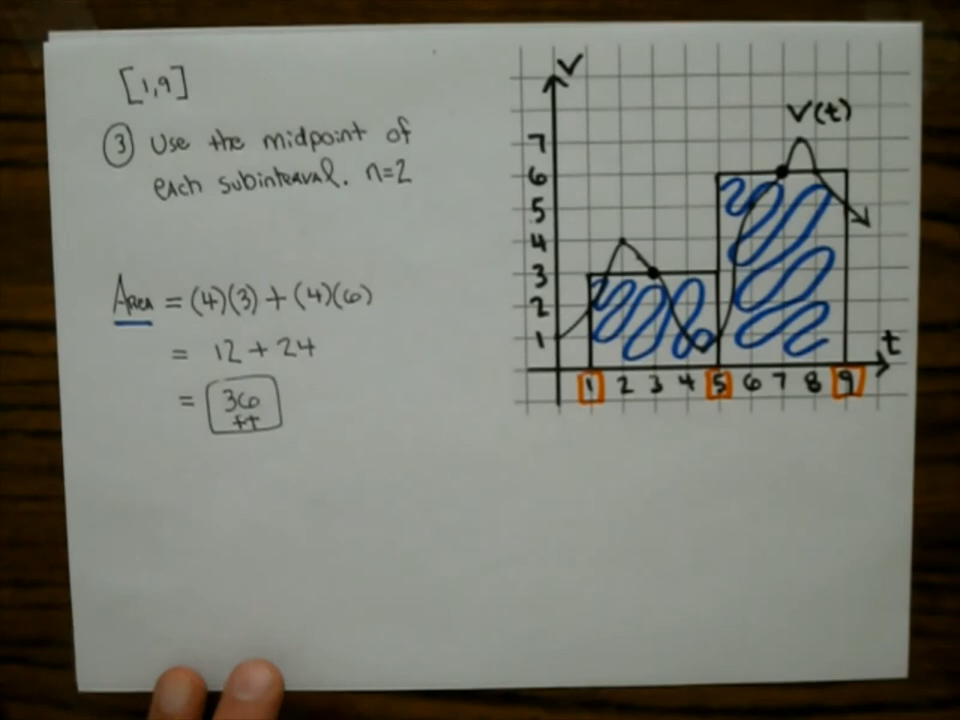 [1,9]
③ Use the midpoint of
each subinterval. n=2
Area = (4)(3) + (4)(6)
= 12 + 24
= 36
ft
V
V(t)
7
6
5
4
3
2
1
t
1 2 3 4 5 6 7 8 9